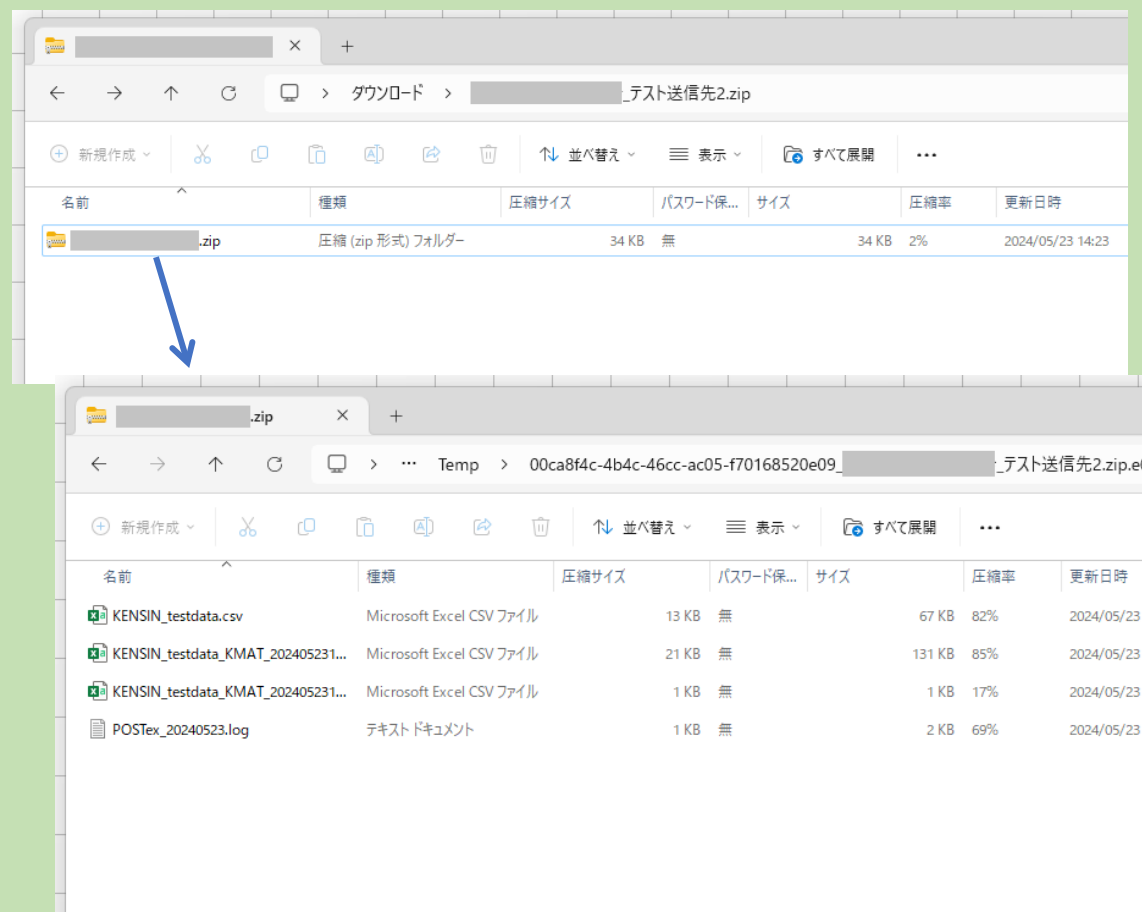 ダウンロード > _テスト送信先2.zip
新規作成 並べ替え 表示 すべて展開 ...
名前 種類 圧縮サイズ パスワード保... サイズ 圧縮率 更新日時
.zip 圧縮 (zip 形式) フォルダー 34 KB 無 34 KB 2% 2024/05/23 14:23
.zip
... Temp > 00ca8f4c-4b4c-46cc-ac05-f70168520e09_ _テスト送信先2.zip.e
新規作成 並べ替え 表示 すべて展開 ...
名前 種類 圧縮サイズ パスワード保... サイズ 圧縮率 更新日時
KENSIN_testdata.csv Microsoft Excel CSV ファイル 13 KB 無 67 KB 82% 2024/05/23
KENSIN_testdata_KMAT_202405231... Microsoft Excel CSV ファイル 21 KB 無 131 KB 85% 2024/05/23
KENSIN_testdata_KMAT_202405231... Microsoft Excel CSV ファイル 1 KB 無 1 KB 17% 2024/05/23
POSTex_20240523.log テキスト ドキュメント 1 KB 無 2 KB 69% 2024/05/23